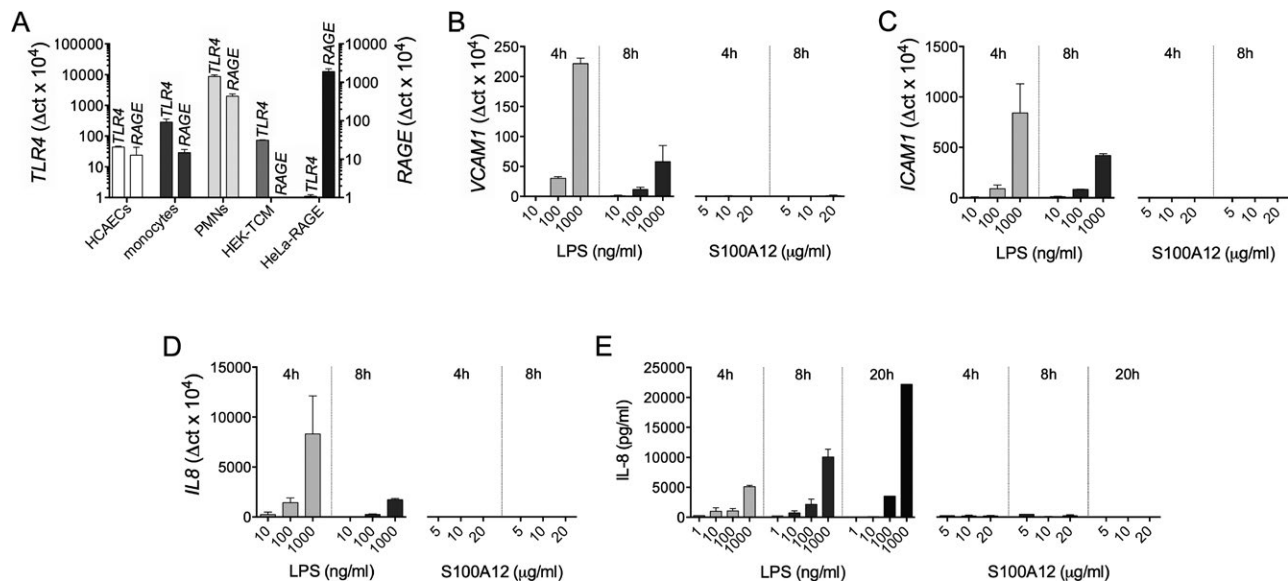 A
TLR4 (Δct x 10⁴)
100000
10000
1000
100
10
1
TLR4
RAGE
TLR4
RAGE
TLR4
RAGE
TLR4
RAGE
TLR4
RAGE
10000
1000
100
10
1
RAGE (Δct x 10⁴)
HCAECs
monocytes
PMNs
HEK-TCM
HeLa-RAGE
B
VCAM1 (Δct x 10⁴)
250
200
150
100
50
0
4h 8h 4h 8h
10 100 1000 10 100 1000 5 10 20 5 10 20
LPS (ng/ml) S100A12 (µg/ml)
C
ICAM1 (Δct x 10⁴)
1500
1000
500
0
4h 8h 4h 8h
10 100 1000 10 100 1000 5 10 20 5 10 20
LPS (ng/ml) S100A12 (µg/ml)
D
IL8 (Δct x 10⁴)
15000
10000
5000
0
4h 8h 4h 8h
10 100 1000 10 100 1000 5 10 20 5 10 20
LPS (ng/ml) S100A12 (µg/ml)
E
IL-8 (pg/ml)
25000
20000
15000
10000
5000
0
4h 8h 20h 4h 8h 20h
1 10 100 1000 1 10 100 1000 1 10 100 1000 5 10 20 5 10 20 5 10 20
LPS (ng/ml) S100A12 (µg/ml)